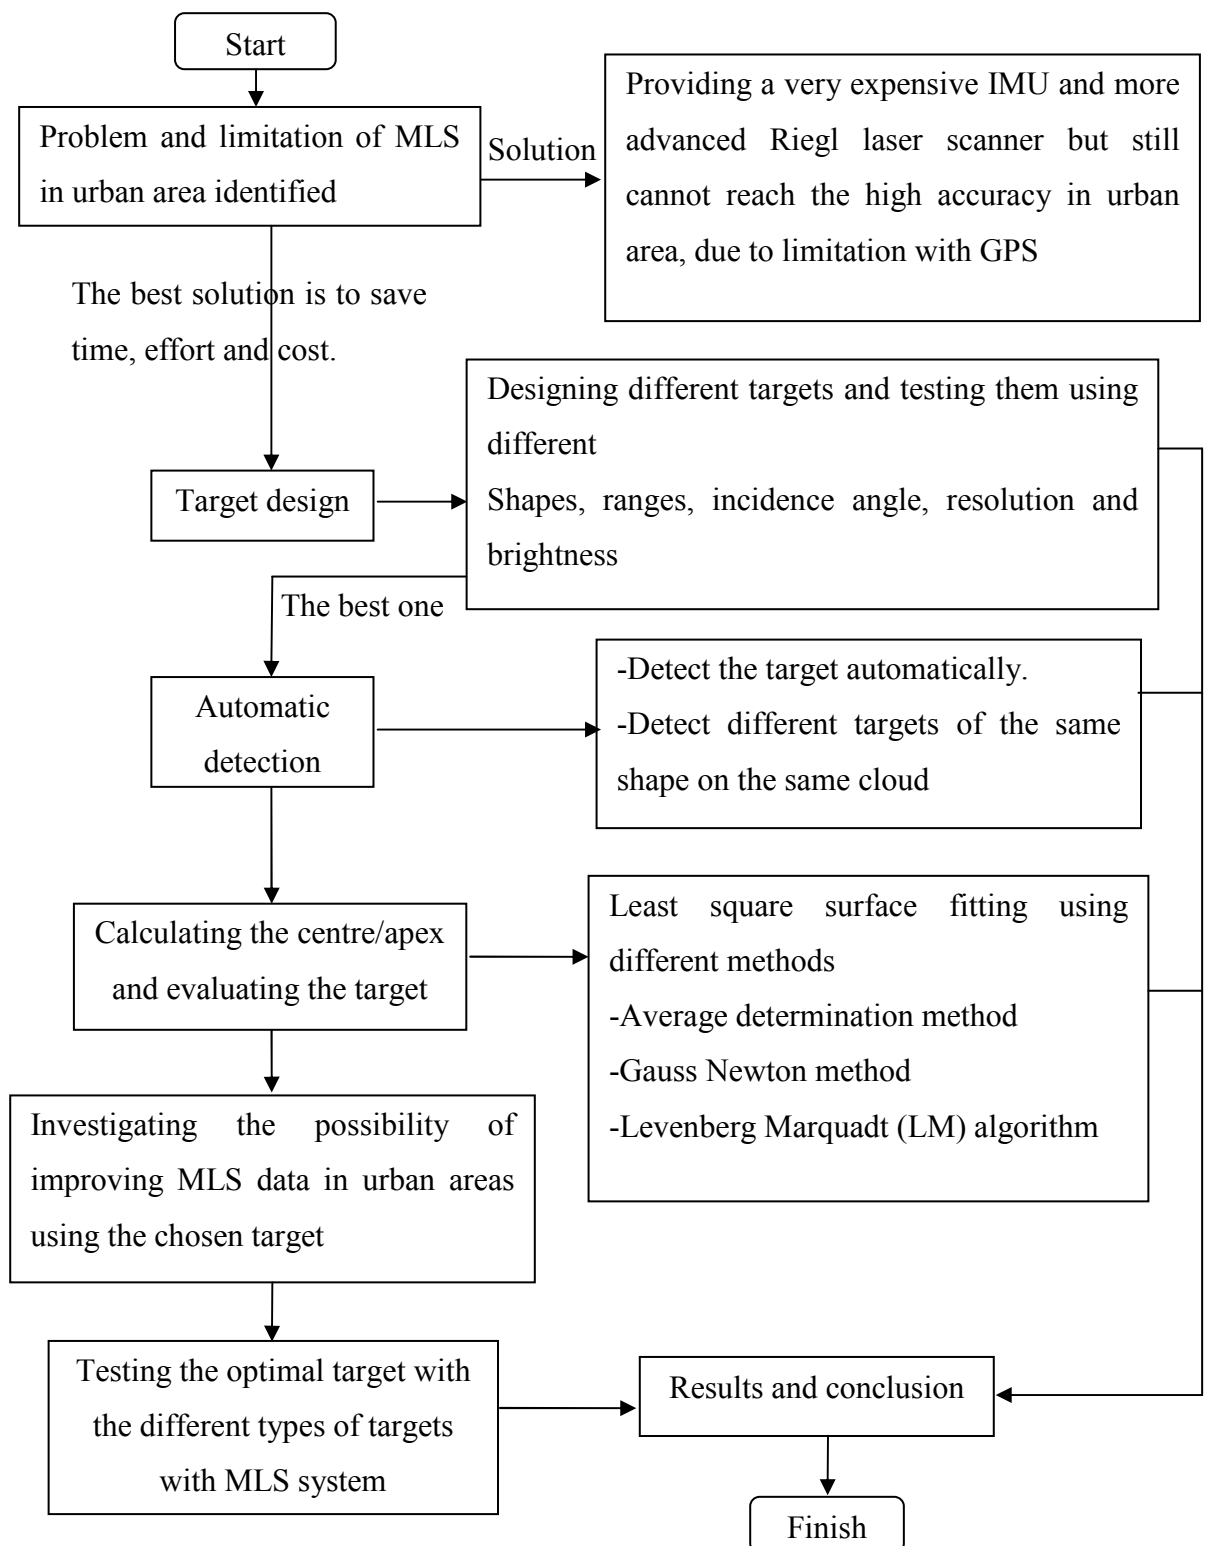 Start
Problem and limitation of MLS
in urban area identified
Solution
Providing a very expensive IMU and more
advanced Riegl laser scanner but still
cannot reach the high accuracy in urban
area, due to limitation with GPS
The best solution is to save
time, effort and cost.
Target design
Designing different targets and testing them using
different
Shapes, ranges, incidence angle, resolution and
brightness
The best one
Automatic
detection
-Detect the target automatically.
-Detect different targets of the same
shape on the same cloud
Calculating the centre/apex
and evaluating the target
Least square surface fitting using
different methods
-Average determination method
-Gauss Newton method
-Levenberg Marquadt (LM) algorithm
Investigating the possibility of
improving MLS data in urban areas
using the chosen target
Testing the optimal target with
the different types of targets
with MLS system
Results and conclusion
Finish